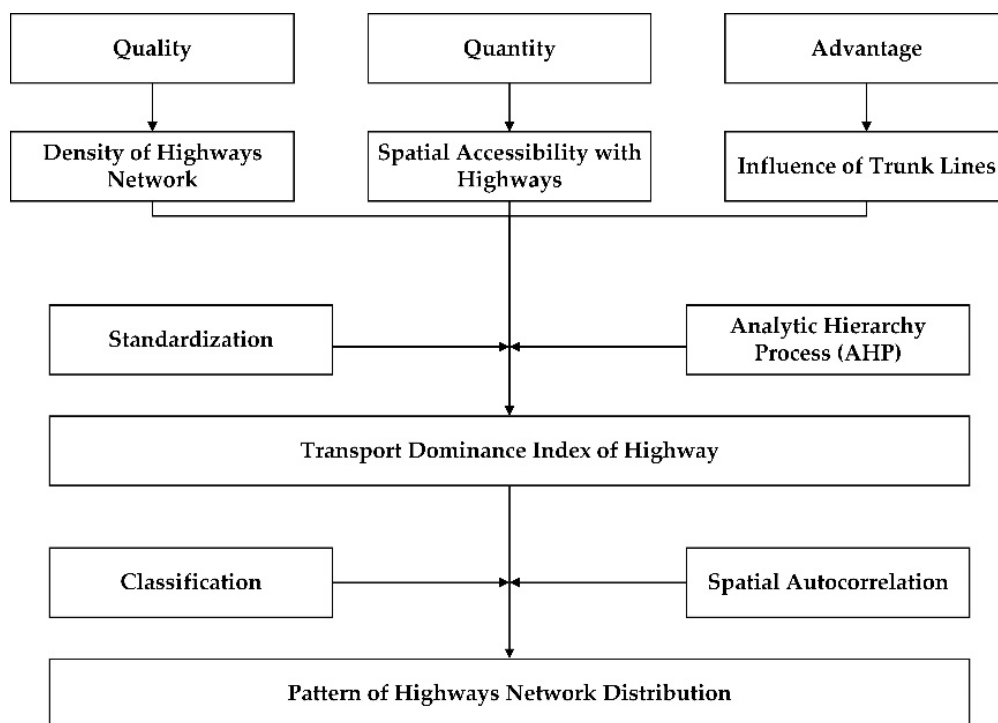 Quality
Quantity
Advantage
Density of Highways
Network
Spatial Accessibility with
Highways
Influence of Trunk Lines
Standardization
Analytic Hierarchy
Process (AHP)
Transport Dominance Index of Highway
Classification
Spatial Autocorrelation
Pattern of Highways Network Distribution